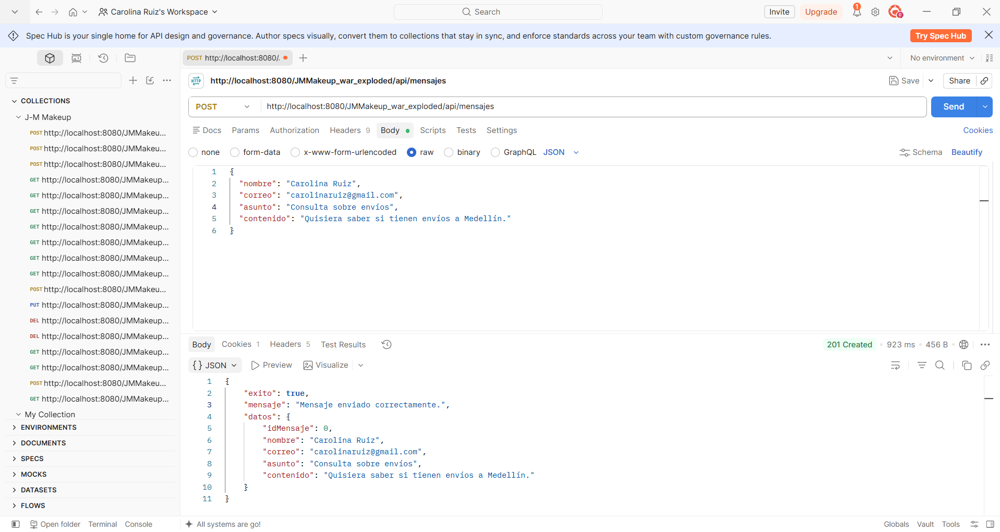 Carolina Ruiz's Workspace
Search
Invite
Upgrade
1
Spec Hub is your single home for API design and governance. Author specs visually, convert them to collections that stay in sync, and enforce standards across your team with custom governance rules.
Try Spec Hub
POST http://localhost:8080/.
No environment
HTTP
http://localhost:8080/JMMakeup_war_exploded/api/mensajes
Save
Share
COLLECTIONS
J-M Makeup
POST http://localhost:8080/JMMakeu...
POST http://localhost:8080/JMMakeu...
POST http://localhost:8080/JMMakeu...
GET http://localhost:8080/JMMakeup...
GET http://localhost:8080/JMMakeup...
GET http://localhost:8080/JMMakeup...
GET http://localhost:8080/JMMakeup...
GET http://localhost:8080/JMMakeup...
GET http://localhost:8080/JMMakeup...
GET http://localhost:8080/JMMakeup...
POST http://localhost:8080/JMMakeu...
PUT http://localhost:8080/JMMakeup...
DEL http://localhost:8080/JMMakeup...
DEL http://localhost:8080/JMMakeup...
GET http://localhost:8080/JMMakeup...
GET http://localhost:8080/JMMakeup...
POST http://localhost:8080/JMMakeu...
GET http://localhost:8080/JMMakeup...
My Collection
ENVIRONMENTS
DOCUMENTS
SPECS
MOCKS
DATASETS
FLOWS
POST
http://localhost:8080/JMMakeup_war_exploded/api/mensajes
Send
Docs Params Authorization Headers 9 Body Scripts Tests Settings
Cookies
none form-data x-www-form-urlencoded raw binary GraphQL JSON
Schema Beautify
1 {
2 "nombre": "Carolina Ruiz",
3 "correo": "carolinaruiz@gmail.com",
4 "asunto": "Consulta sobre envíos",
5 "contenido": "Quisiera saber si tienen envíos a Medellín."
6 }
Body Cookies 1 Headers 5 Test Results
201 Created 923 ms 456 B
{} JSON Preview Visualize
1 {
2 "exito": true,
3 "mensaje": "Mensaje enviado correctamente.",
4 "datos": {
5 "idMensaje": 0,
6 "nombre": "Carolina Ruiz",
7 "correo": "carolinaruiz@gmail.com",
8 "asunto": "Consulta sobre envíos",
9 "contenido": "Quisiera saber si tienen envíos a Medellín."
10 }
11 }
Open folder Terminal Console
All systems are go!
Globals Vault Tools